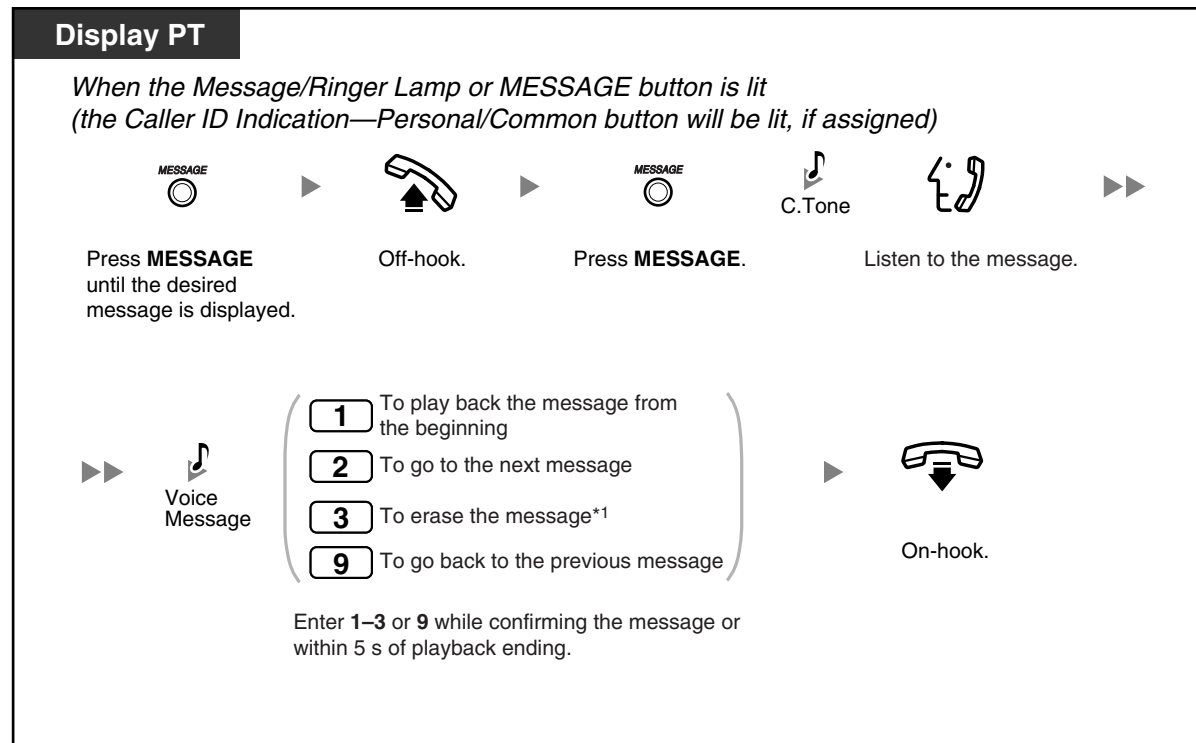 Display PT
When the Message/Ringer Lamp or MESSAGE button is lit
(the Caller ID Indication—Personal/Common button will be lit, if assigned)
MESSAGE
MESSAGE
C.Tone
Press MESSAGE
until the desired
message is displayed.
Off-hook.
Press MESSAGE.
Listen to the message.
Voice
Message
1 To play back the message from
the beginning
2 To go to the next message
3 To erase the message*1
9 To go back to the previous message
On-hook.
Enter 1–3 or 9 while confirming the message or
within 5 s of playback ending.